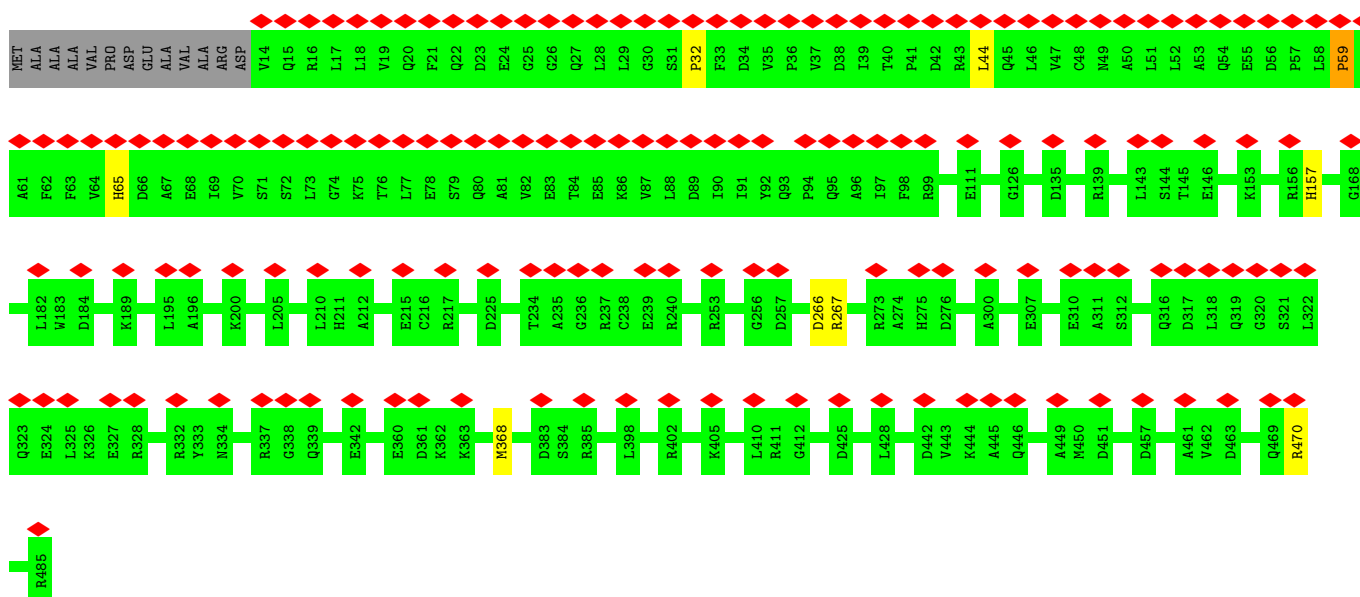 MET ALA ALA ALA VAL PRO ASP GLU ALA VAL ALA ARG ASP V14 Q15 R16 L17 L18 V19 Q20 F21 Q22 D23 E24 G25 G26 Q27 L28 L29 G30 S31 P32 F33 D34 V35 P36 V37 D38 I39 T40 P41 D42 R43 L44 Q45 L46 V47 C48 N49 A50 L51 L52 A53 Q54 E55 D56 P57 L58 P59
A61 F62 F63 V64 H65 D66 A67 E68 I69 V70 S71 S72 L73 G74 K75 T76 L77 E78 S79 Q80 A81 V82 E83 T84 E85 K86 V87 L88 D89 I90 I91 Y92 Q93 P94 Q95 A96 I97 F98 R99 E111 G126 D135 R139 L143 S144 T145 E146 K153 R156 H157 G168
L182 W183 D184 K189 L195 A196 K200 L205 L210 H211 A212 E215 C216 R217 D225 T234 A235 G236 R237 C238 E239 R240 R253 G256 D257 D266 R267 R273 A274 H275 D276 A300 E307 E310 A311 S312 Q316 D317 L318 Q319 G320 S321 L322
Q323 E324 L325 K326 E327 R328 R332 Y333 N334 R337 G338 Q339 E342 E360 D361 K362 K363 M368 D383 S384 R385 L398 R402 K405 L410 R411 G412 D425 L428 D442 V443 K444 A445 Q446 A449 M450 D451 D457 A461 V462 D463 Q469 R470
R485